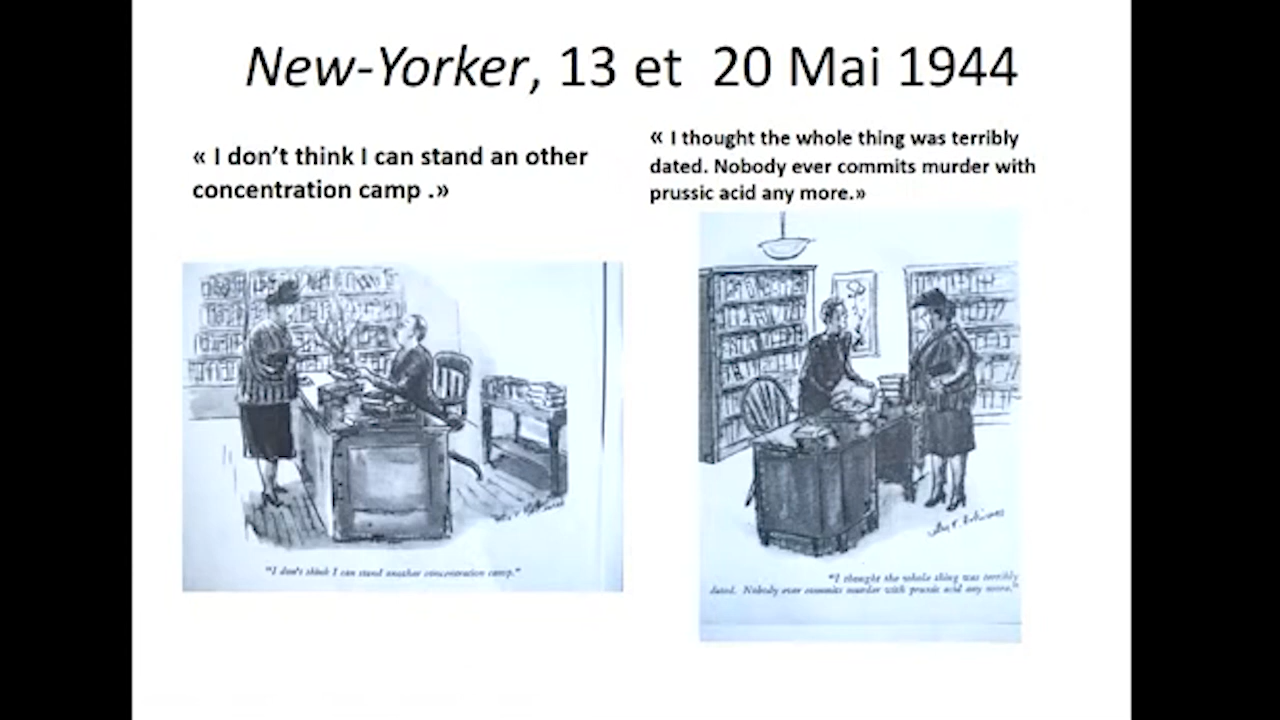 New-Yorker, 13 et 20 Mai 1944
« I don't think I can stand an other
concentration camp .»
« I thought the whole thing was terribly
dated. Nobody ever commits murder with
prussic acid any more.»
"I don't think I can stand another concentration camp."
"I thought the whole thing was terribly
dated. Nobody ever commits murder with prussic acid any more."